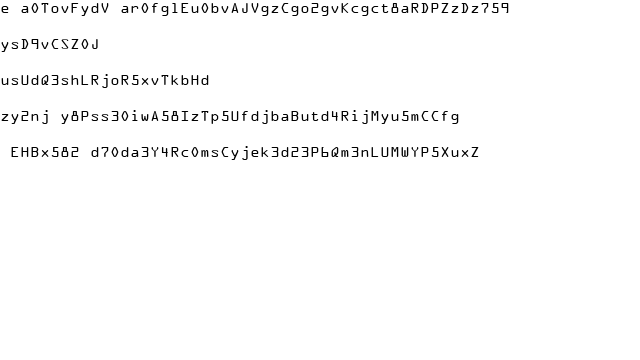 e a0TovFydV ar0fglEu0bvAJVgzCgo2gvKcgct8aRDPZzDz759
ysD9vCSZ0J
usUdQ3shLRjoR5xvTkbHd
zy2nj y8Pss30iwA58IzTp5UfdjbaButd4RijMyu5mCCfg
EHBx582 d70da3Y4Rc0msCyjek3d23P6Qm3nLUMWYP5XuxZ